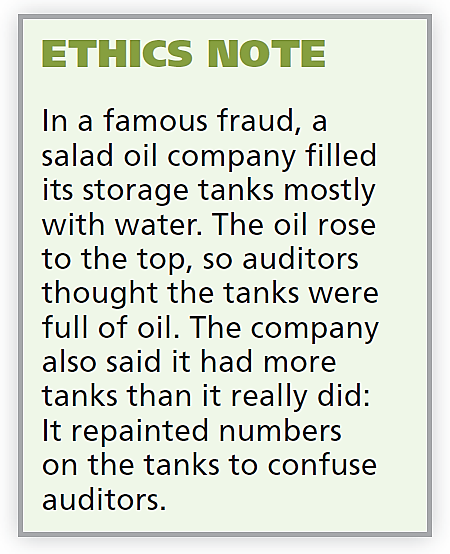 ETHICS NOTE
In a famous fraud, a
salad oil company filled
its storage tanks mostly
with water. The oil rose
to the top, so auditors
thought the tanks were
full of oil. The company
also said it had more
tanks than it really did:
It repainted numbers
on the tanks to confuse
auditors.